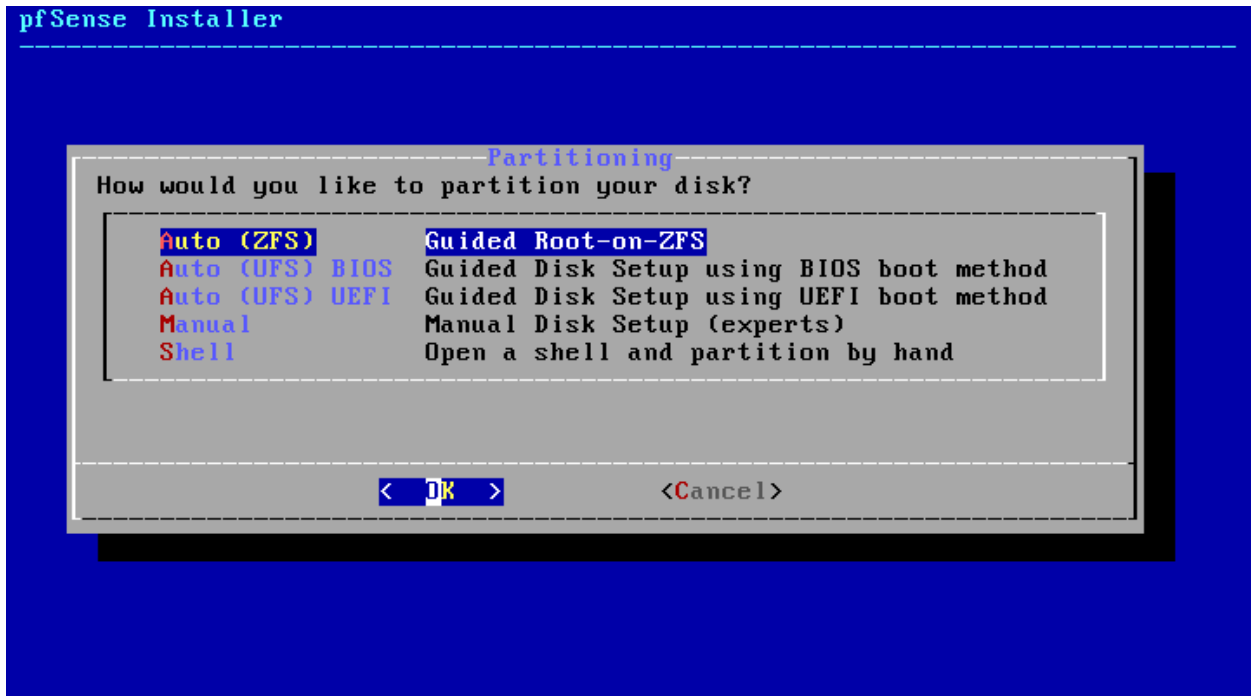 pfSense Installer
Partitioning
How would you like to partition your disk?
Auto (ZFS) Guided Root-on-ZFS
Auto (UFS) BIOS Guided Disk Setup using BIOS boot method
Auto (UFS) UEFI Guided Disk Setup using UEFI boot method
Manual Manual Disk Setup (experts)
Shell Open a shell and partition by hand
< OK > <Cancel>